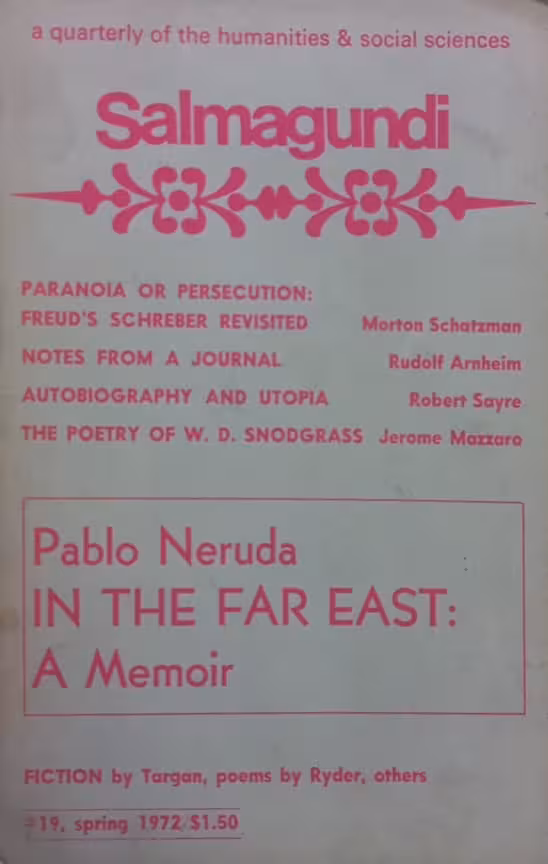 a quarterly of the humanities & social sciences
Salmagundi
PARANOIA OR PERSECUTION:
FREUD'S SCHREBER REVISITED Morton Schatzman
NOTES FROM A JOURNAL Rudolf Arnheim
AUTOBIOGRAPHY AND UTOPIA Robert Sayre
THE POETRY OF W. D. SNODGRASS Jerome Mazzaro
Pablo Neruda
IN THE FAR EAST:
A Memoir
FICTION by Targan, poems by Ryder, others
#19, spring 1972 $1.50